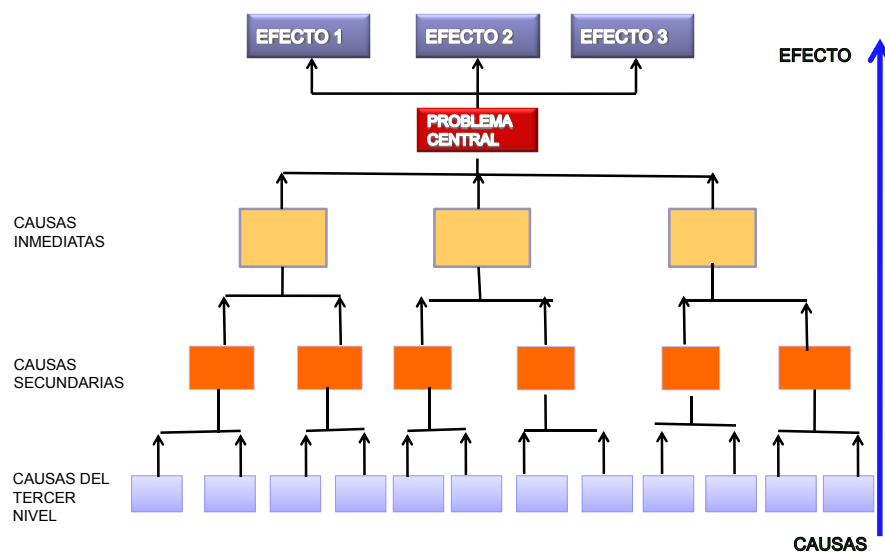 EFECTO 1
EFECTO 2
EFECTO 3
EFECTO
PROBLEMA
CENTRAL
CAUSAS
INMEDIATAS
CAUSAS
SECUNDARIAS
CAUSAS DEL
TERCER
NIVEL
CAUSAS